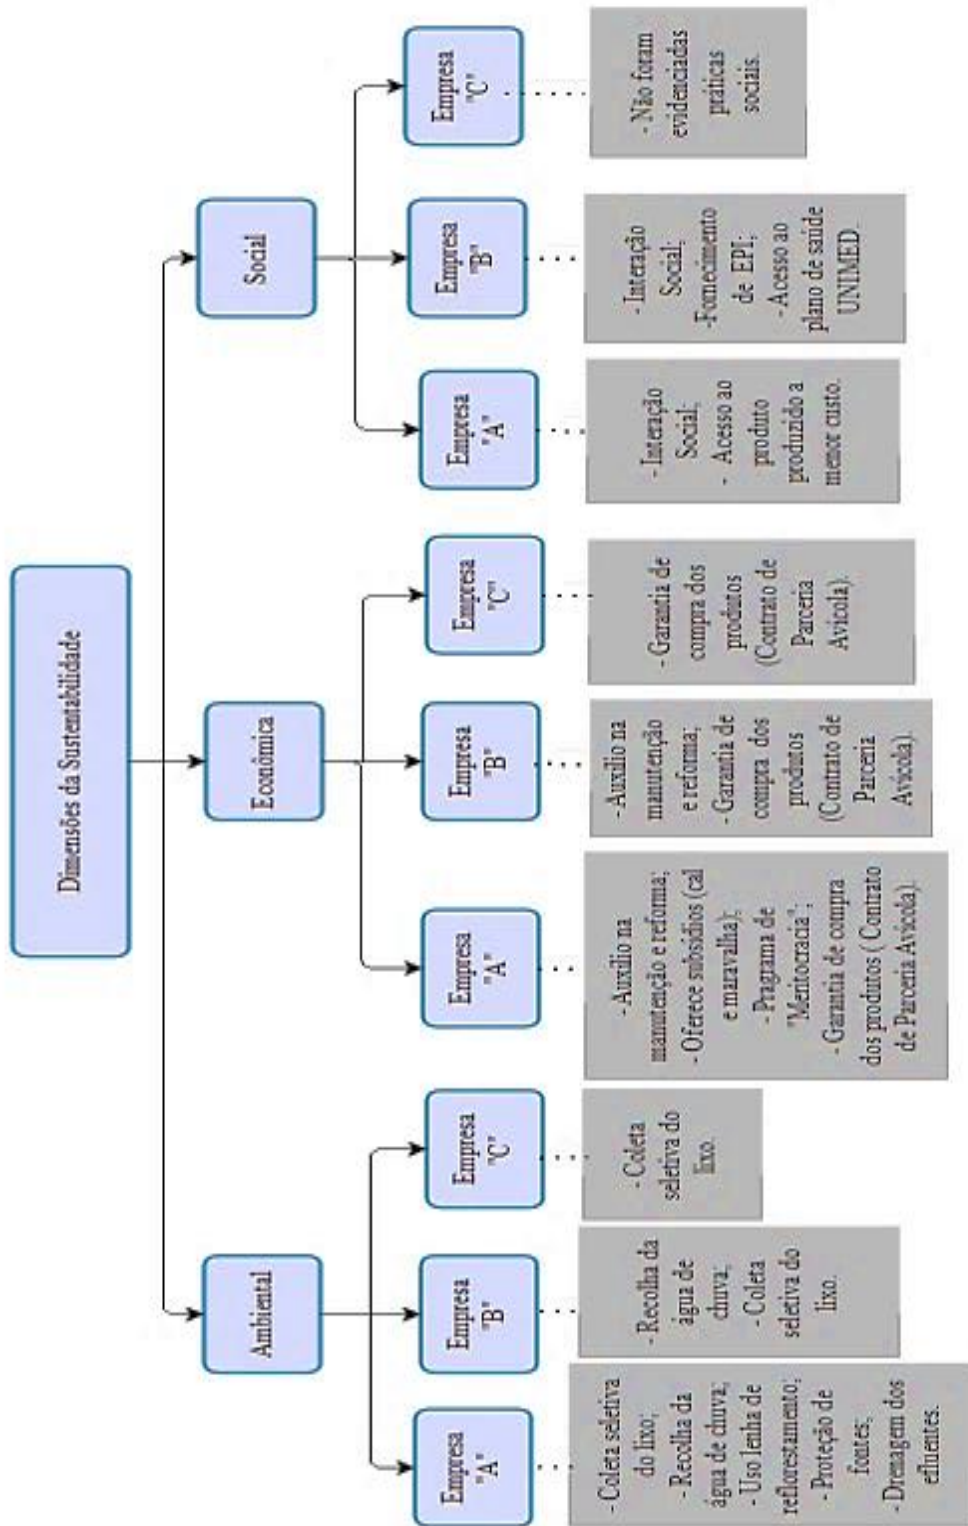 Dimensões da Sustentabilidade
Ambiental
Econômica
Social
Empresa
"A"
Empresa
"B"
Empresa
"C"
Empresa
"A"
Empresa
"B"
Empresa
"C"
Empresa
"A"
Empresa
"B"
Empresa
"C"
- Coleta seletiva
do lixo;
- Recolha da
água de chuva;
- Uso lenha de
reflorestamento;
- Proteção de
fontes;
- Drenagem dos
efluentes.
- Recolha da
água de
chuva;
- Coleta
seletiva do
lixo.
- Coleta
seletiva do
lixo.
- Auxílio na
manutenção e reforma;
- Oferece subsídios (cal
e maravalha);
- Pragrama de
"Meritocracia";
- Garantia de compra
dos produtos ( Contrato
de Parceria Avícola).
- Auxílio na
manutenção
e reforma;
- Garantia de
compra dos
produtos
(Contrato de
Parceria
Avícola).
- Garantia de
compra dos
produtos
(Contrato de
Parceria
Avícola).
- Interação
Social;
- Acesso ao
produto
produzido a
menor custo.
- Interação
Social;
-Fornecimento
de EPI;
- Acesso ao
plano de saúde
UNIMED.
- Não foram
evidenciadas
práticas
sociais.